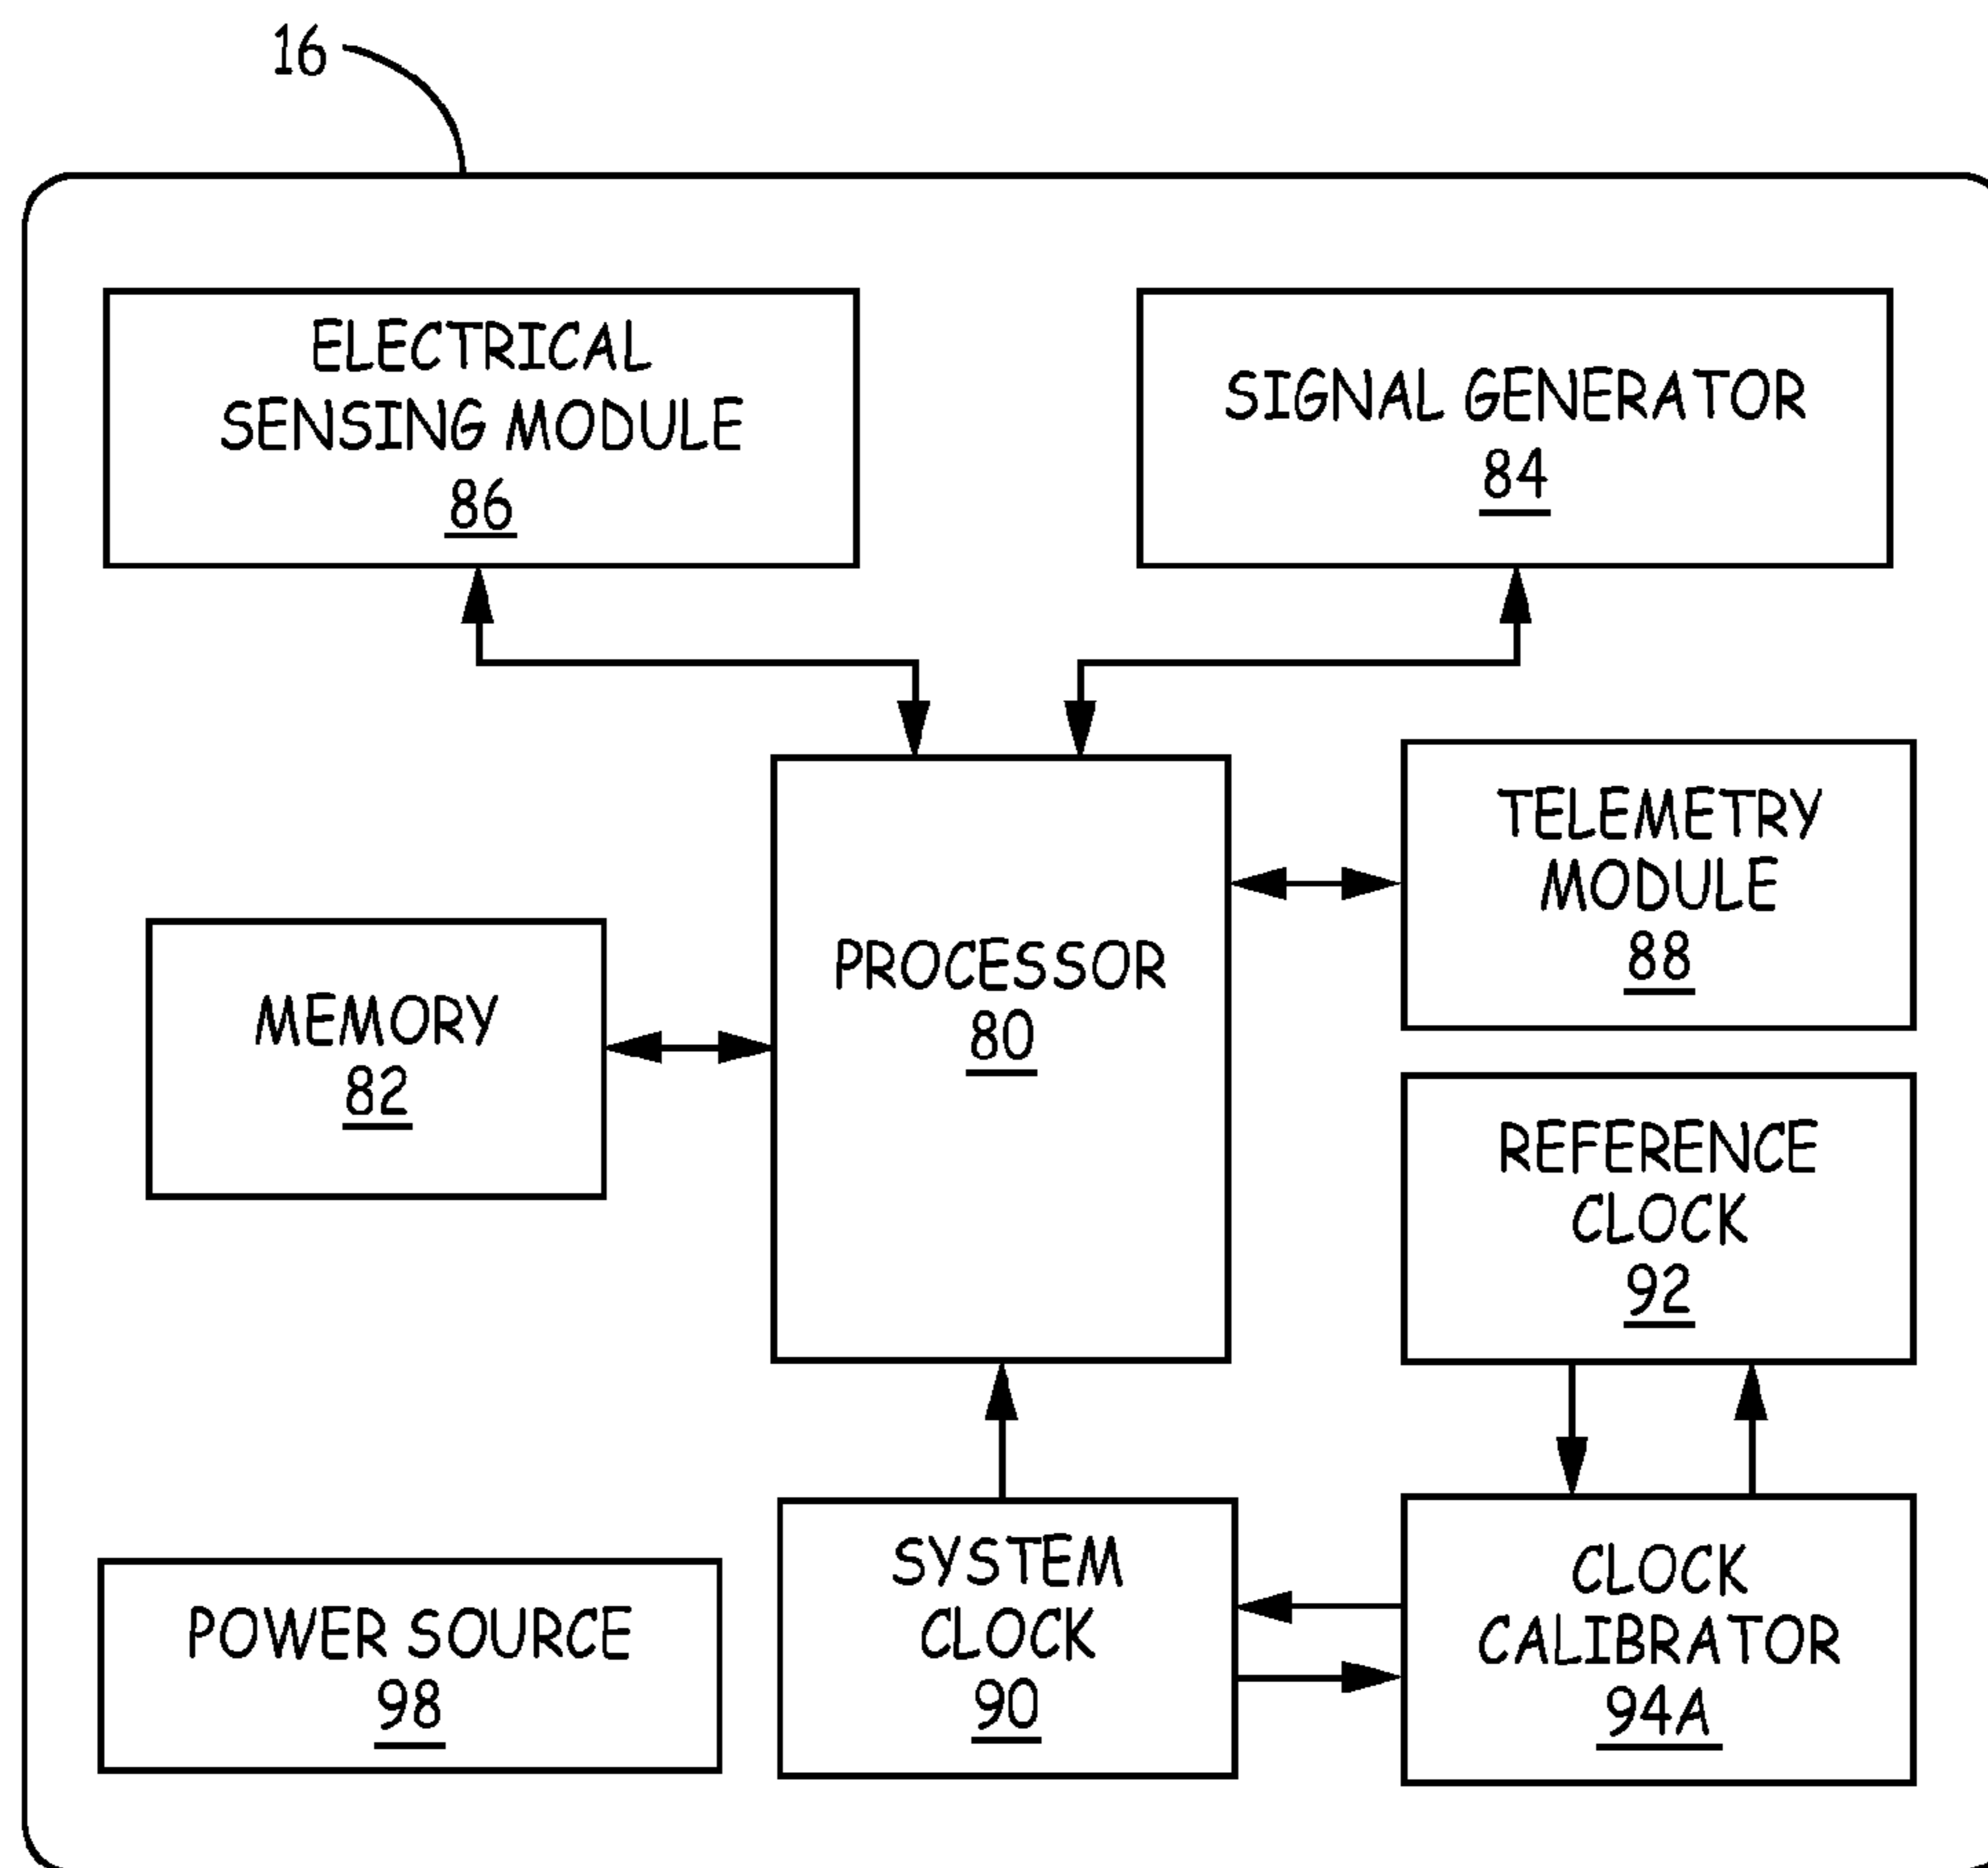 16
ELECTRICAL
SENSING MODULE
86
SIGNAL GENERATOR
84
TELEMETRY
MODULE
88
PROCESSOR
80
MEMORY
82
REFERENCE
CLOCK
92
SYSTEM
CLOCK
90
CLOCK
CALIBRATOR
94A
POWER SOURCE
98